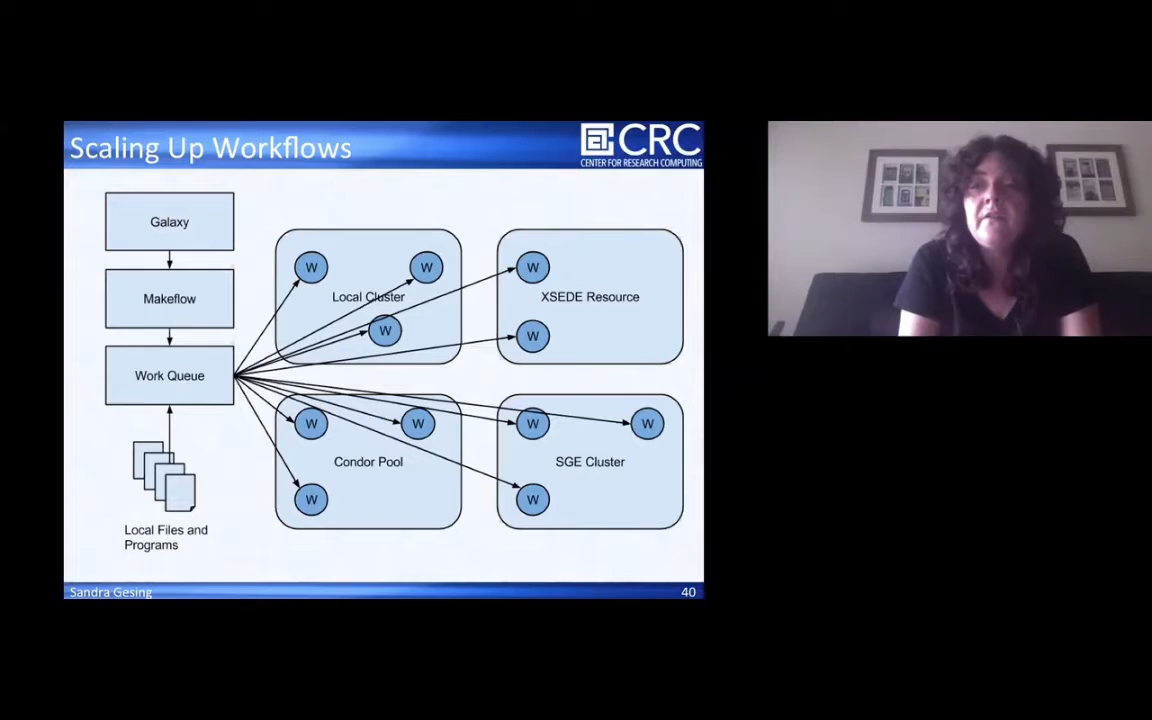 Scaling Up Workflows
CRC
CENTER FOR RESEARCH COMPUTING
Galaxy
Makeflow
Work Queue
Local Files and
Programs
W
W
Local Cluster
W
W
XSEDE Resource
W
W
W
Condor Pool
W
W
W
SGE Cluster
W
Sandra Gesing
40